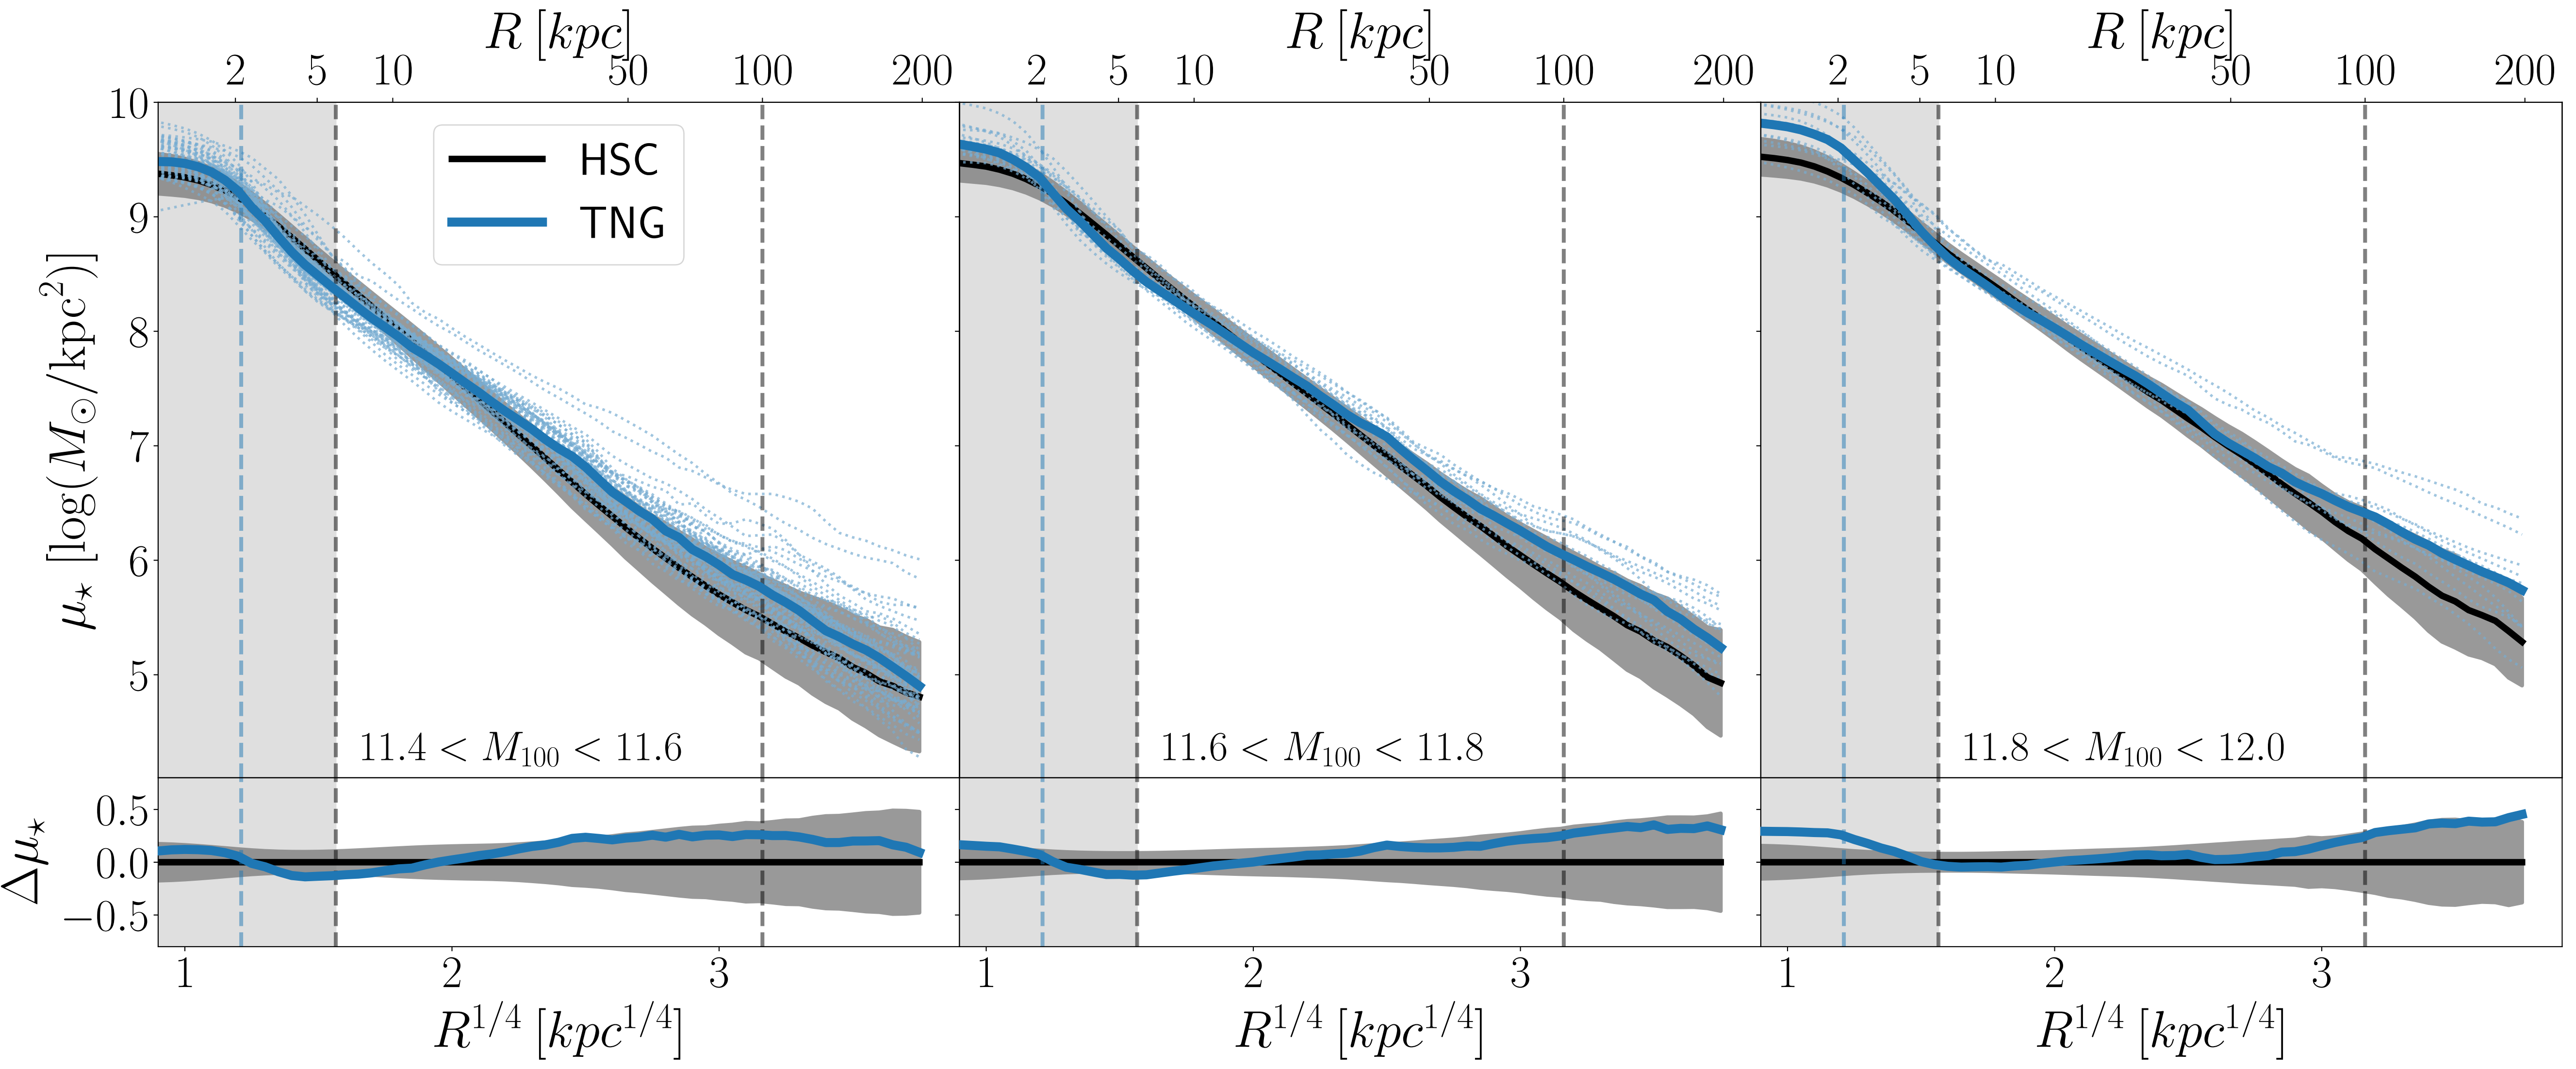 R [kpc] R [kpc] R [kpc]
2 5 10 50 100 200 2 5 10 50 100 200 2 5 10 50 100 200
10
9
8
7
6
5
μ⋆ [log(M⊙/kpc²)]
HSC
TNG
11.4 < M₁₀₀ < 11.6 11.6 < M₁₀₀ < 11.8 11.8 < M₁₀₀ < 12.0
0.5
0.0
−0.5
Δμ⋆
1 2 3 1 2 3 1 2 3
R^{1/4} [kpc^{1/4}] R^{1/4} [kpc^{1/4}] R^{1/4} [kpc^{1/4}]